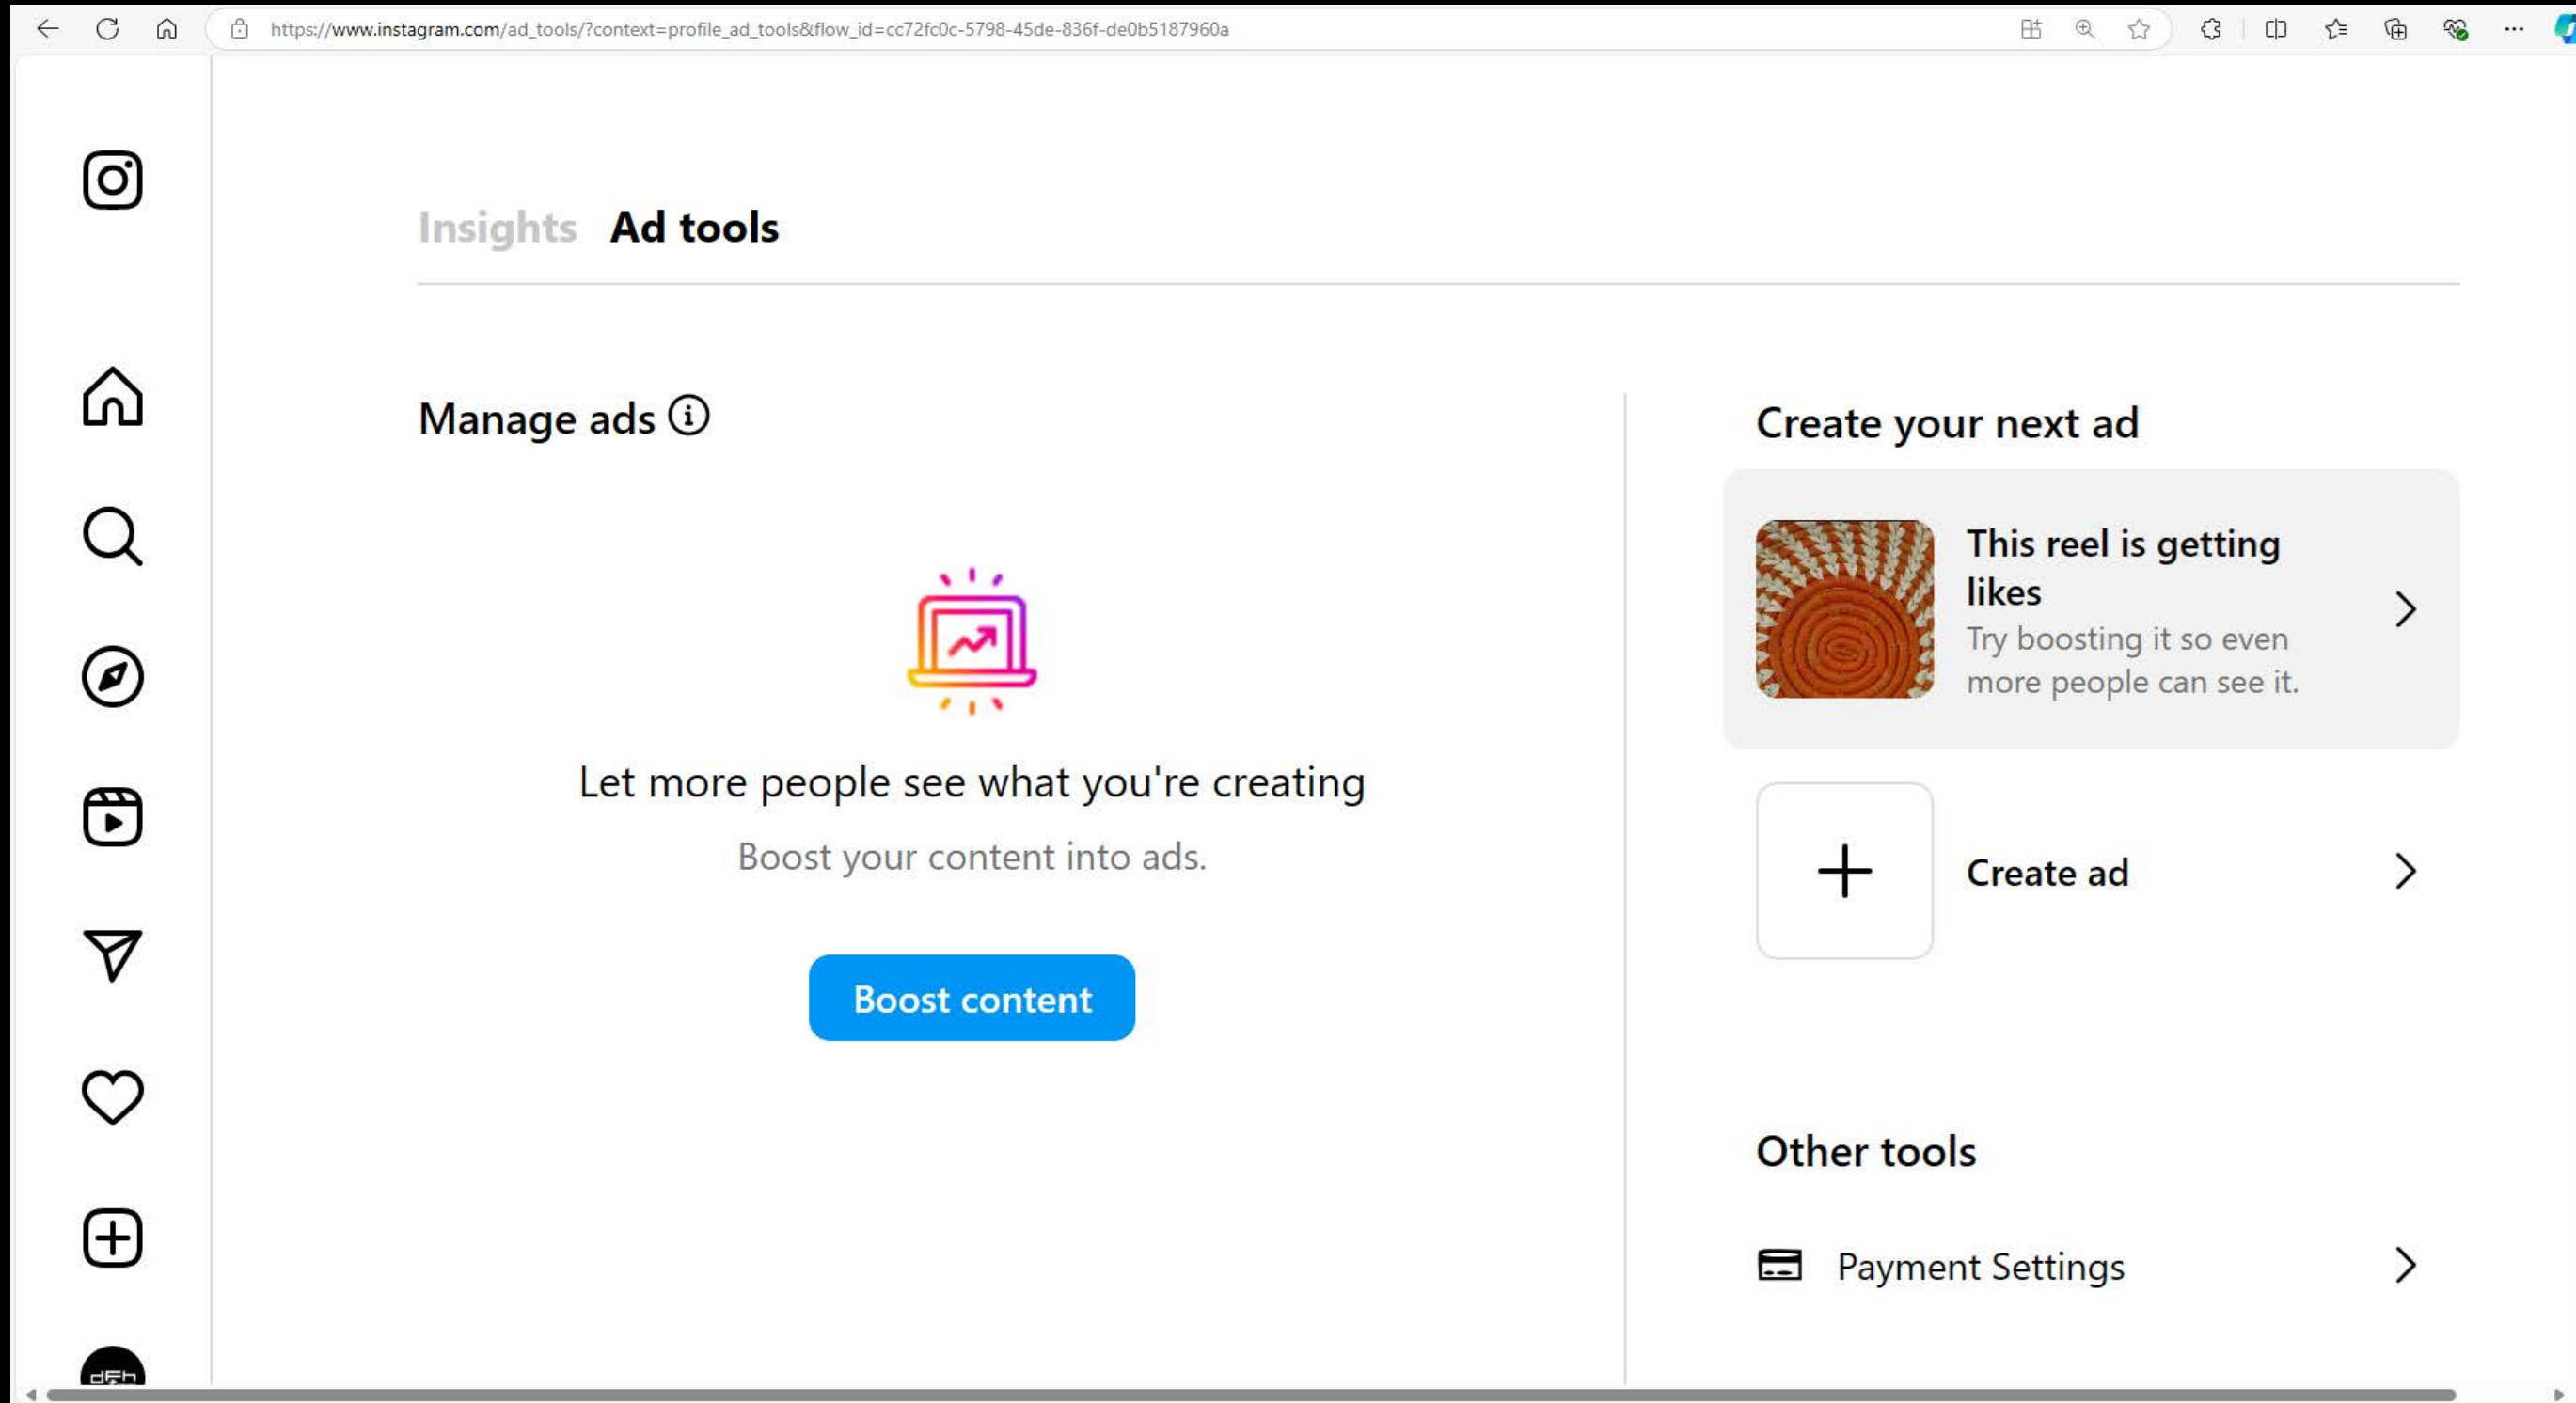 https://www.instagram.com/ad_tools/?context=profile_ad_tools&flow_id=cc72fc0c-5798-45de-836f-de0b5187960a
Insights Ad tools
Manage ads
Let more people see what you're creating
Boost your content into ads.
Boost content
Create your next ad
This reel is getting
likes
Try boosting it so even
more people can see it.
Create ad
Other tools
Payment Settings
dFh